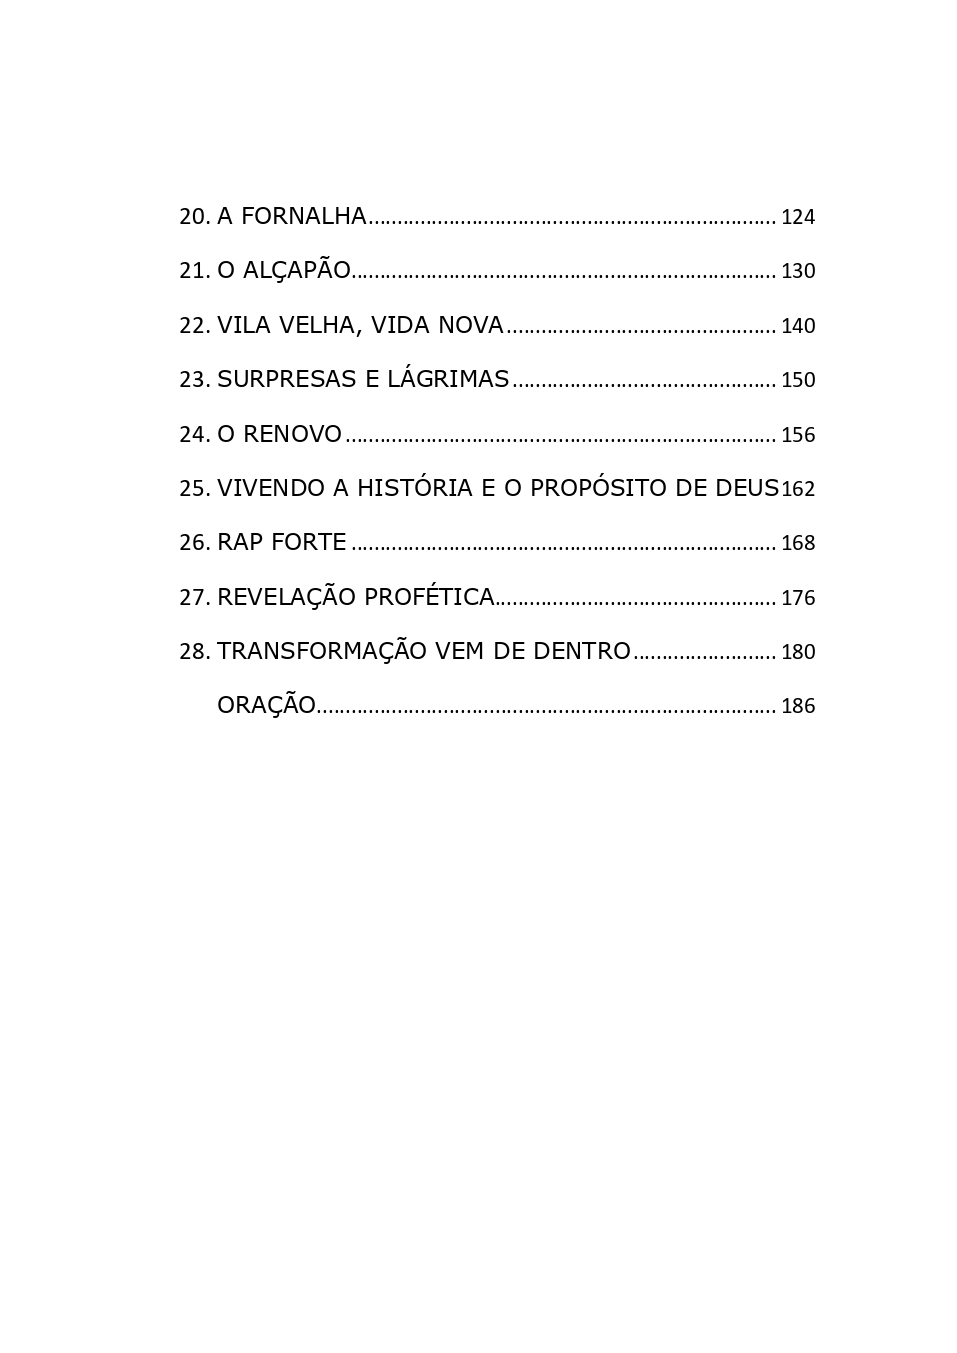 20. A FORNALHA........................................................................ 124
21. O ALÇAPÃO........................................................................... 130
22. VILA VELHA, VIDA NOVA................................................ 140
23. SURPRESAS E LÁGRIMAS............................................... 150
24. O RENOVO............................................................................ 156
25. VIVENDO A HISTÓRIA E O PROPÓSITO DE DEUS162
26. RAP FORTE........................................................................... 168
27. REVELAÇÃO PROFÉTICA................................................. 176
28. TRANSFORMAÇÃO VEM DE DENTRO......................... 180
ORAÇÃO................................................................................. 186